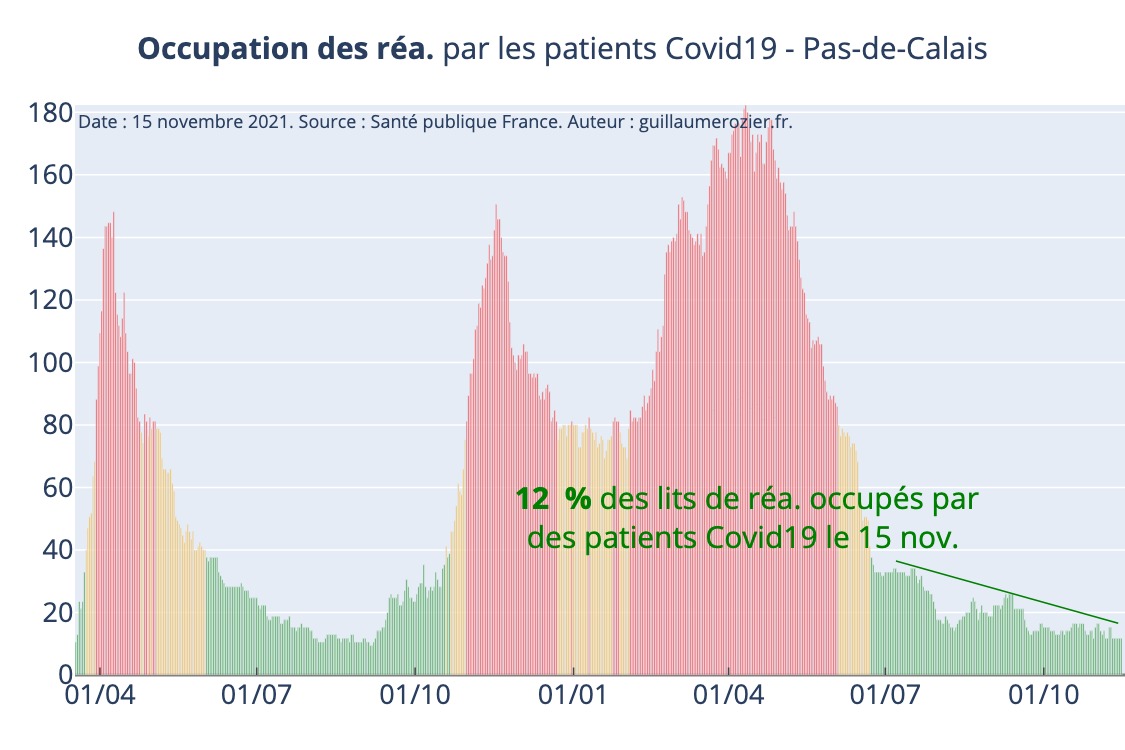 Occupation des réa. par les patients Covid19 - Pas-de-Calais
180
Date : 15 novembre 2021. Source : Santé publique France. Auteur : guillaumerozier.fr.
160
140
120
100
80
60
12 % des lits de réa. occupés par
des patients Covid19 le 15 nov.
40
20
0
01/04 01/07 01/10 01/01 01/04 01/07 01/10